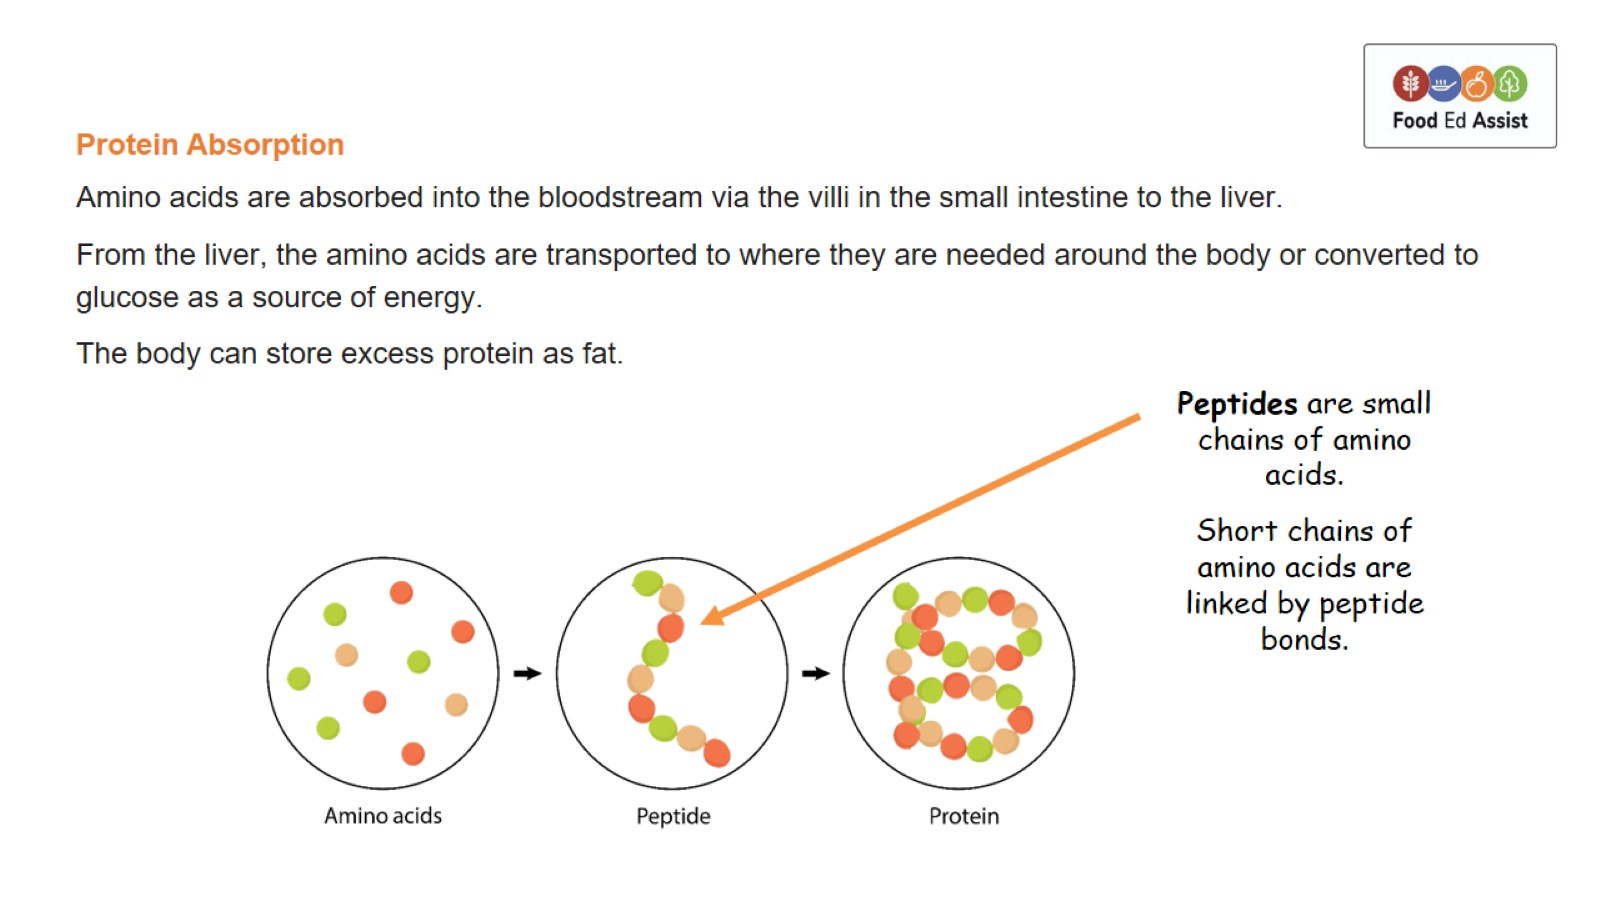 Food Ed Assist
Protein Absorption
Amino acids are absorbed into the bloodstream via the villi in the small intestine to the liver.
From the liver, the amino acids are transported to where they are needed around the body or converted to
glucose as a source of energy.
The body can store excess protein as fat.
Peptides are small
chains of amino
acids.
Short chains of
amino acids are
linked by peptide
bonds.
Amino acids
Peptide
Protein